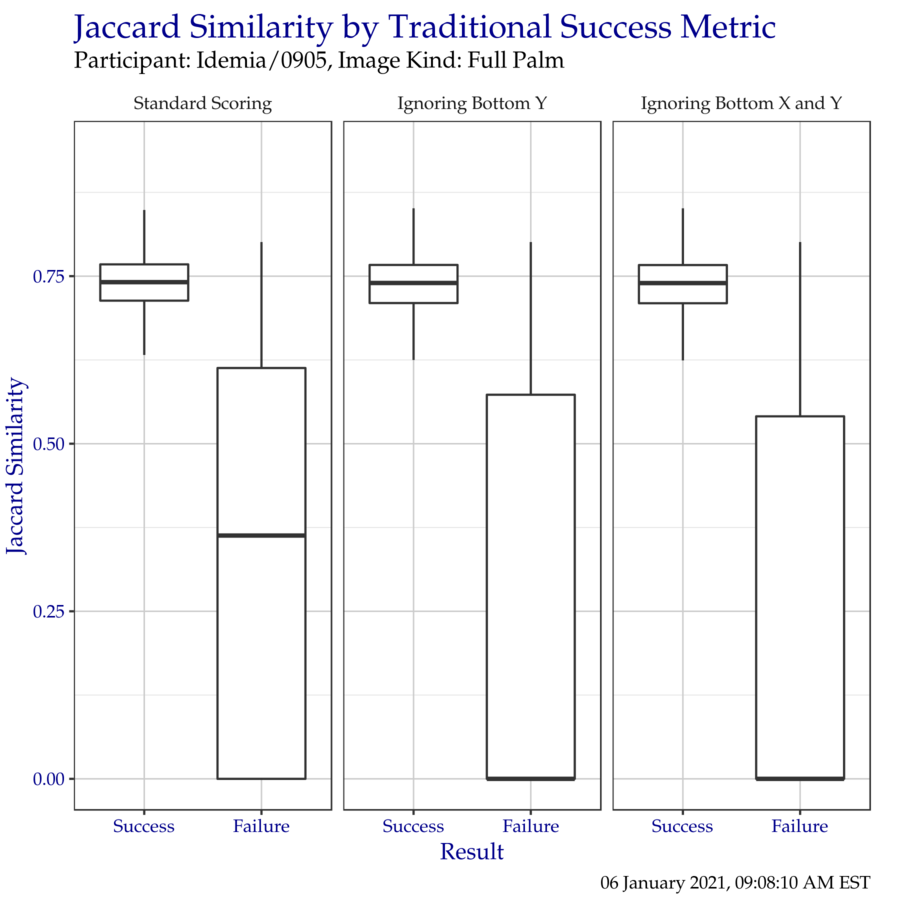 Jaccard Similarity by Traditional Success Metric
Participant: Idemia/0905, Image Kind: Full Palm
Standard Scoring
Ignoring Bottom Y
Ignoring Bottom X and Y
Jaccard Similarity
0.75
0.50
0.25
0.00
Success
Failure
Success
Failure
Success
Failure
Result
06 January 2021, 09:08:10 AM EST